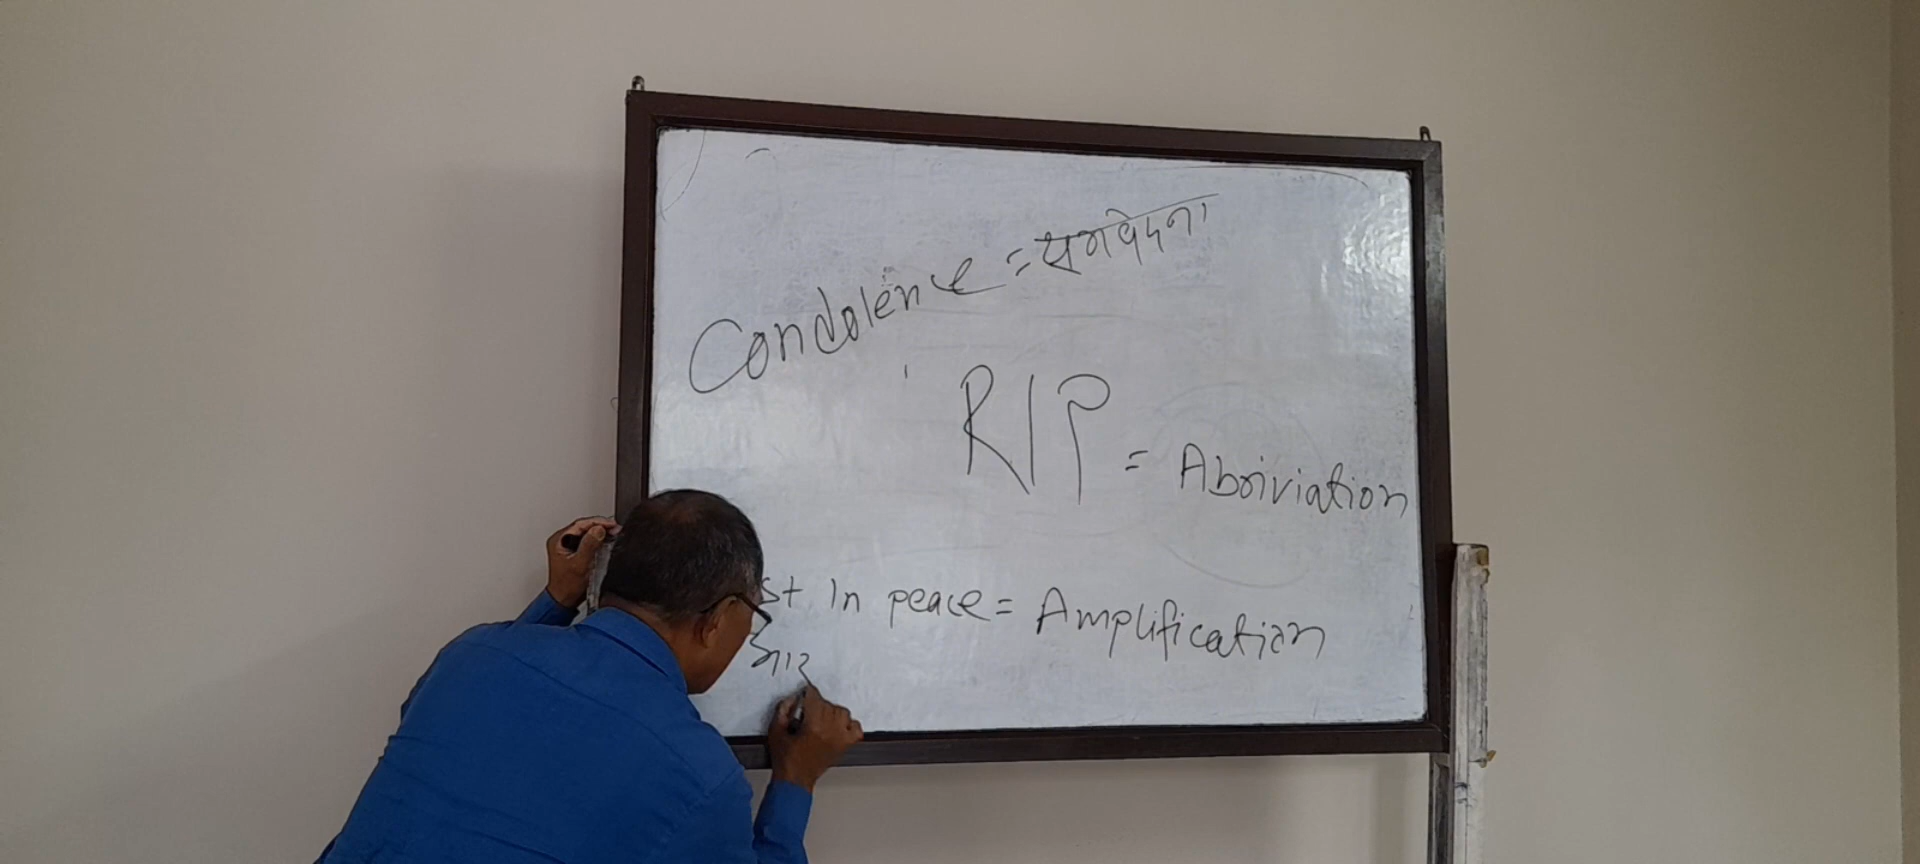 Condolence = समवेदना
RIP = Abriviation
st In peace = Amplification